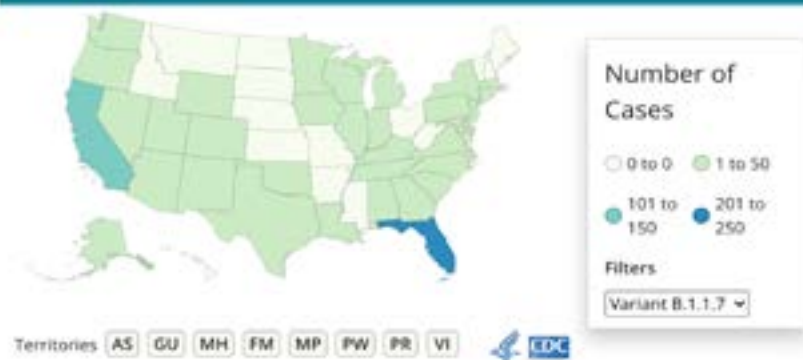 Number of
Cases
0 to 0
1 to 50
101 to
150
201 to
250
Filters
Variant B.1.1.7
Territories AS GU MH FM MP PW PR VI
CDC